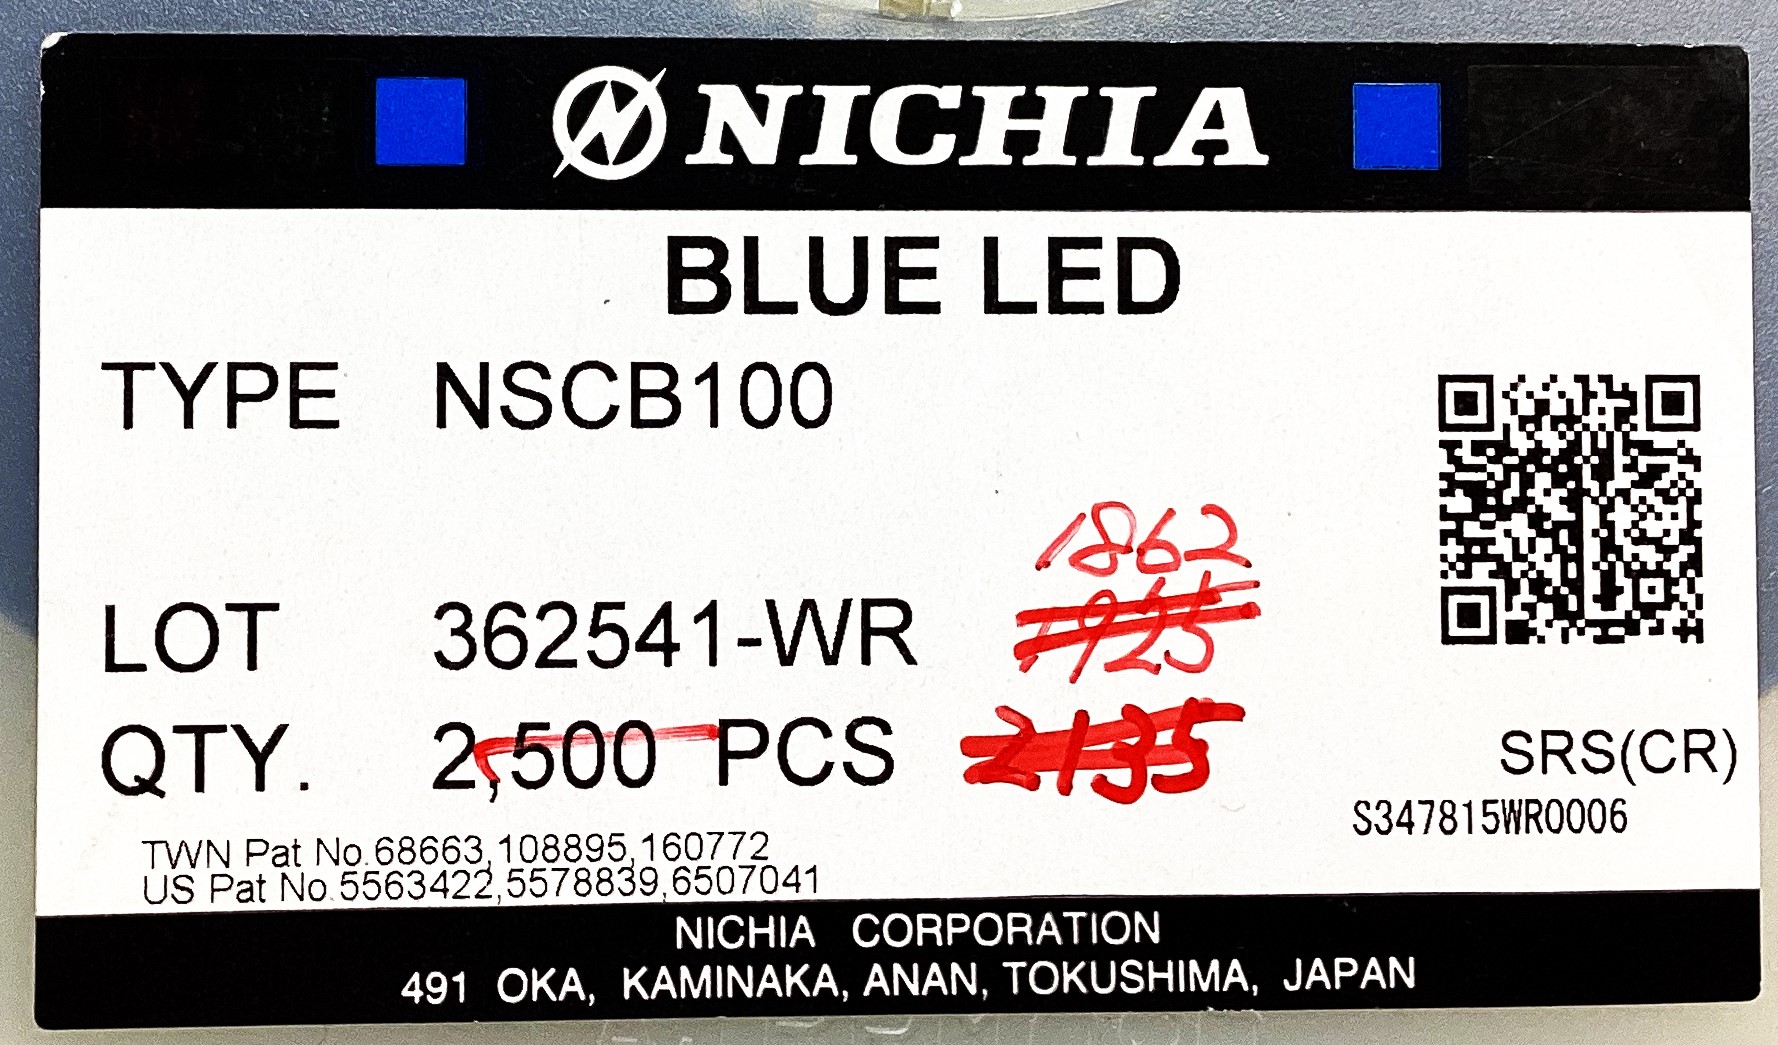 NICHIA
BLUE LED
TYPE NSCB100
1862
LOT 362541-WR 1925
QTY. 2,500 PCS 2135
SRS(CR)
S347815WR0006
TWN Pat No.68663,108895,160772
US Pat No.5563422,5578839,6507041
NICHIA CORPORATION
491 OKA, KAMINAKA, ANAN, TOKUSHIMA, JAPAN